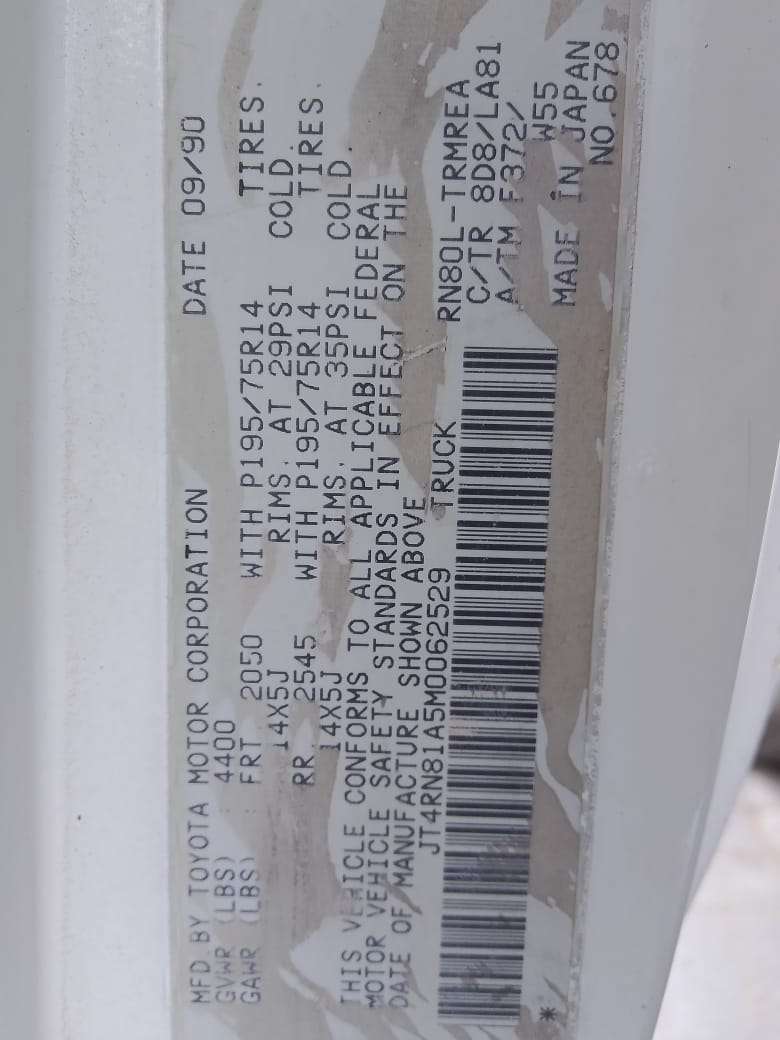 MFD.BY TOYOTA MOTOR CORPORATION DATE 09/90
GVWR (LBS) : 4400
GAWR (LBS) : FRT 2050 WITH P195/75R14 TIRES.
14X5J RIMS. AT 29PSI COLD.
RR. 2545 WITH P195/75R14 TIRES.
14X5J RIMS. AT 35PSI COLD.
THIS VEHICLE CONFORMS TO ALL APPLICABLE FEDERAL
MOTOR VEHICLE SAFETY STANDARDS IN EFFECT ON THE
DATE OF MANUFACTURE SHOWN ABOVE.
JT4RN81A5M0062529 TRUCK
RN80L-TRMREA
C/TR 8D8/LA81
A/TM F372/
W55
MADE IN JAPAN
NO.678
*